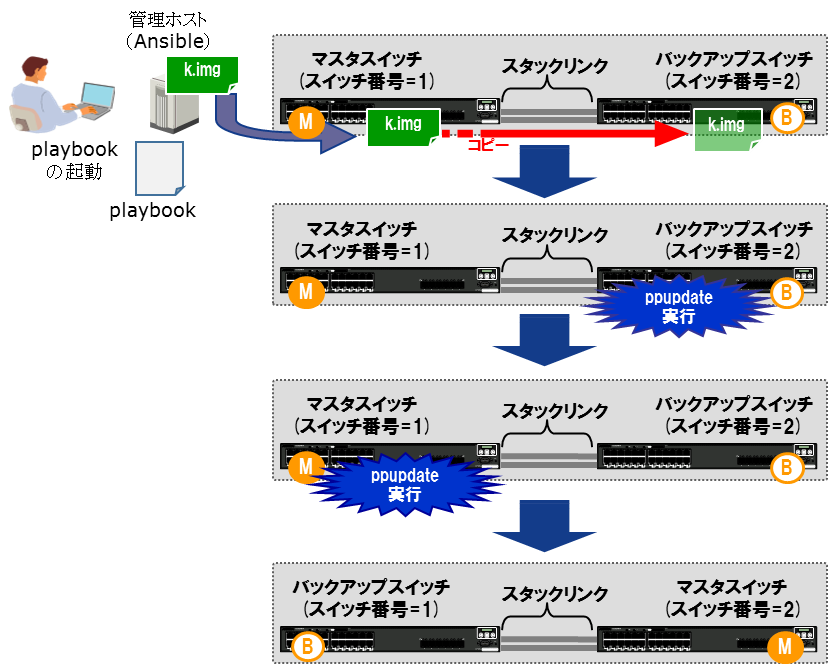 管理ホスト
(Ansible)
k.img
playbook
の起動
playbook
マスタスイッチ
(スイッチ番号=1)
スタックリンク
バックアップスイッチ
(スイッチ番号=2)
M
k.img
コピー
k.img
B
マスタスイッチ
(スイッチ番号=1)
スタックリンク
バックアップスイッチ
(スイッチ番号=2)
M
ppupdate
実行
B
マスタスイッチ
(スイッチ番号=1)
スタックリンク
バックアップスイッチ
(スイッチ番号=2)
M
ppupdate
実行
B
バックアップスイッチ
(スイッチ番号=1)
スタックリンク
マスタスイッチ
(スイッチ番号=2)
B
M